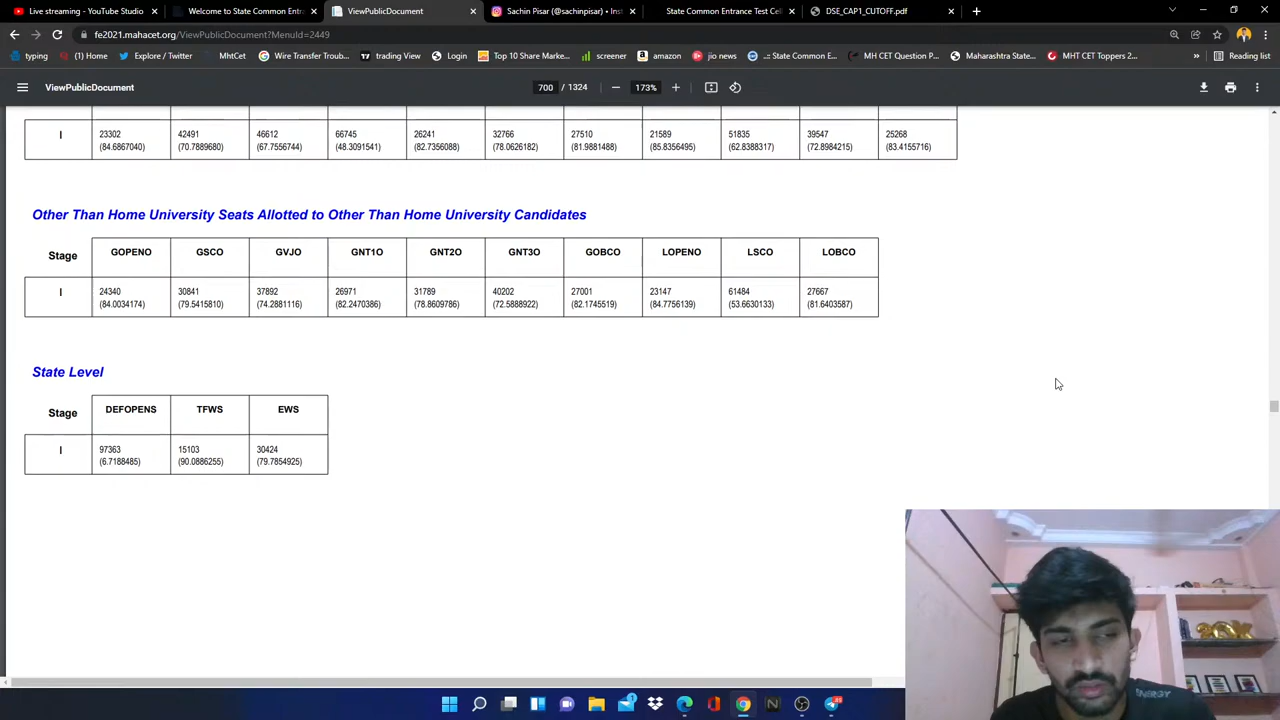 Live streaming - YouTube Studio
Welcome to State Common Entra
ViewPublicDocument
Sachin Pisar (@sachinpisar) • Inst
State Common Entrance Test Cell
DSE_CAP1_CUTOFF.pdf
fe2021.mahacet.org/ViewPublicDocument?MenuId=2449
typing
(1) Home
Explore / Twitter
MhtCet
Wire Transfer Troub...
trading View
Login
Top 10 Share Marke...
screener
amazon
jio news
..:: State Common E...
MH CET Question P...
Maharashtra State...
MHT CET Toppers 2...
Reading list
ViewPublicDocument
700 / 1324
173%
I 23302 42491 46612 66745 26241 32766 27510 21589 51835 39547 25268
(84.6867040) (70.7889680) (67.7556744) (48.3091541) (82.7356088) (78.0626182) (81.9881488) (85.8356495) (62.8388317) (72.8984215) (83.4155716)
Other Than Home University Seats Allotted to Other Than Home University Candidates
Stage GOPENO GSCO GVJO GNT1O GNT2O GNT3O GOBCO LOPENO LSCO LOBCO
I 24340 30841 37892 26971 31789 40202 27001 23147 61484 27667
(84.0034174) (79.5415810) (74.2881116) (82.2470386) (78.8609786) (72.5888922) (82.1745519) (84.7756139) (53.6630133) (81.6403587)
State Level
Stage DEFOPENS TFWS EWS
I 97363 15103 30424
(6.7188485) (90.0886255) (79.7854925)
ENERGY